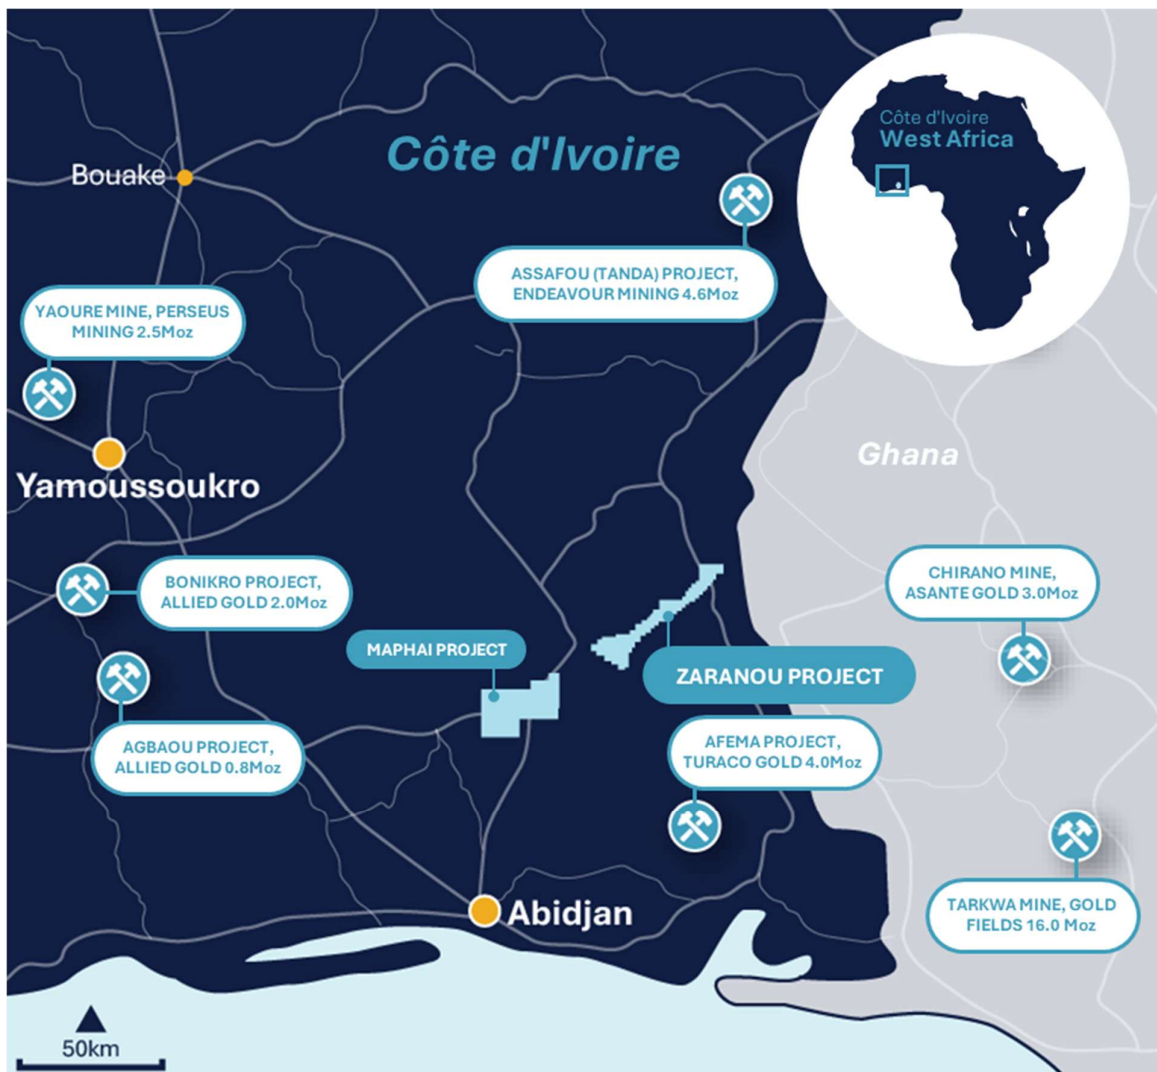 Côte d'Ivoire
West Africa
Côte d'Ivoire
Bouake
ASSAFOU (TANDA) PROJECT,
ENDEAVOUR MINING 4.6Moz
YAOURE MINE, PERSEUS
MINING 2.5Moz
Ghana
Yamoussoukro
BONIKRO PROJECT,
ALLIED GOLD 2.0Moz
CHIRANO MINE,
ASANTE GOLD 3.0Moz
MAPHAI PROJECT
ZARANOU PROJECT
AGBAOU PROJECT,
ALLIED GOLD 0.8Moz
AFEMA PROJECT,
TURACO GOLD 4.0Moz
Abidjan
TARKWA MINE, GOLD
FIELDS 16.0 Moz
50km